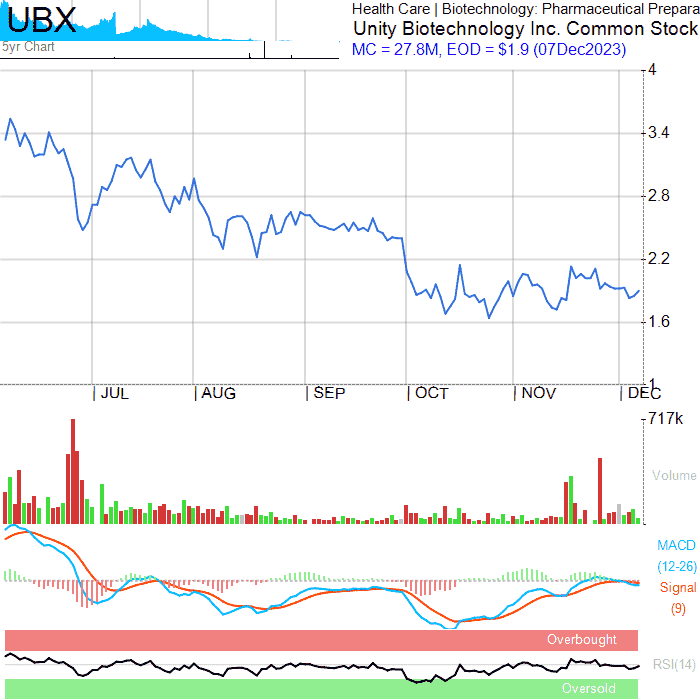 UBX
5yr Chart
Health Care | Biotechnology: Pharmaceutical Prepara
Unity Biotechnology Inc. Common Stock
MC = 27.8M, EOD = $1.9 (07Dec2023)
4
3.4
2.8
2.2
1.6
1
JUL
AUG
SEP
OCT
NOV
DEC
717k
Volume
MACD
(12-26)
Signal
(9)
Overbought
RSI(14)
Oversold